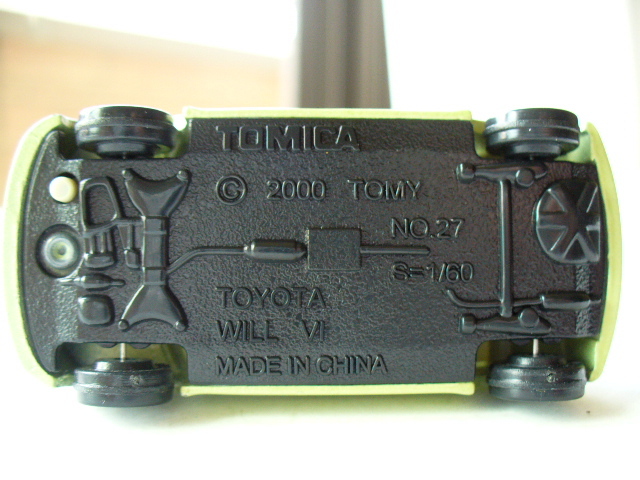 TOMICA
© 2000 TOMY
NO.27
S=1/60
TOYOTA
WILL VI
MADE IN CHINA